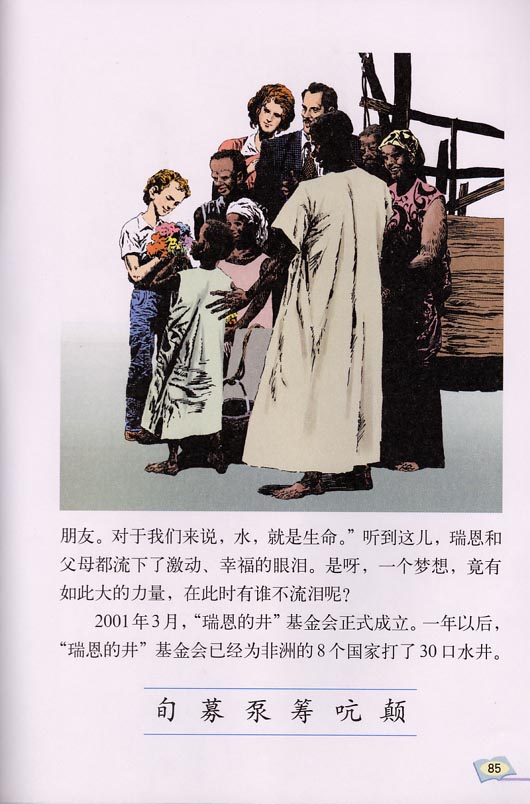 朋友。对于我们来说，水，就是生命。”听到这儿，瑞恩和
父母都流下了激动、幸福的眼泪。是呀，一个梦想，竟有
如此大的力量，在此时有谁不流泪呢？
2001年3月，“瑞恩的井”基金会正式成立。一年以后，
“瑞恩的井”基金会已经为非洲的8个国家打了30口水井。
旬 募 泵 筹 吭 颠
85